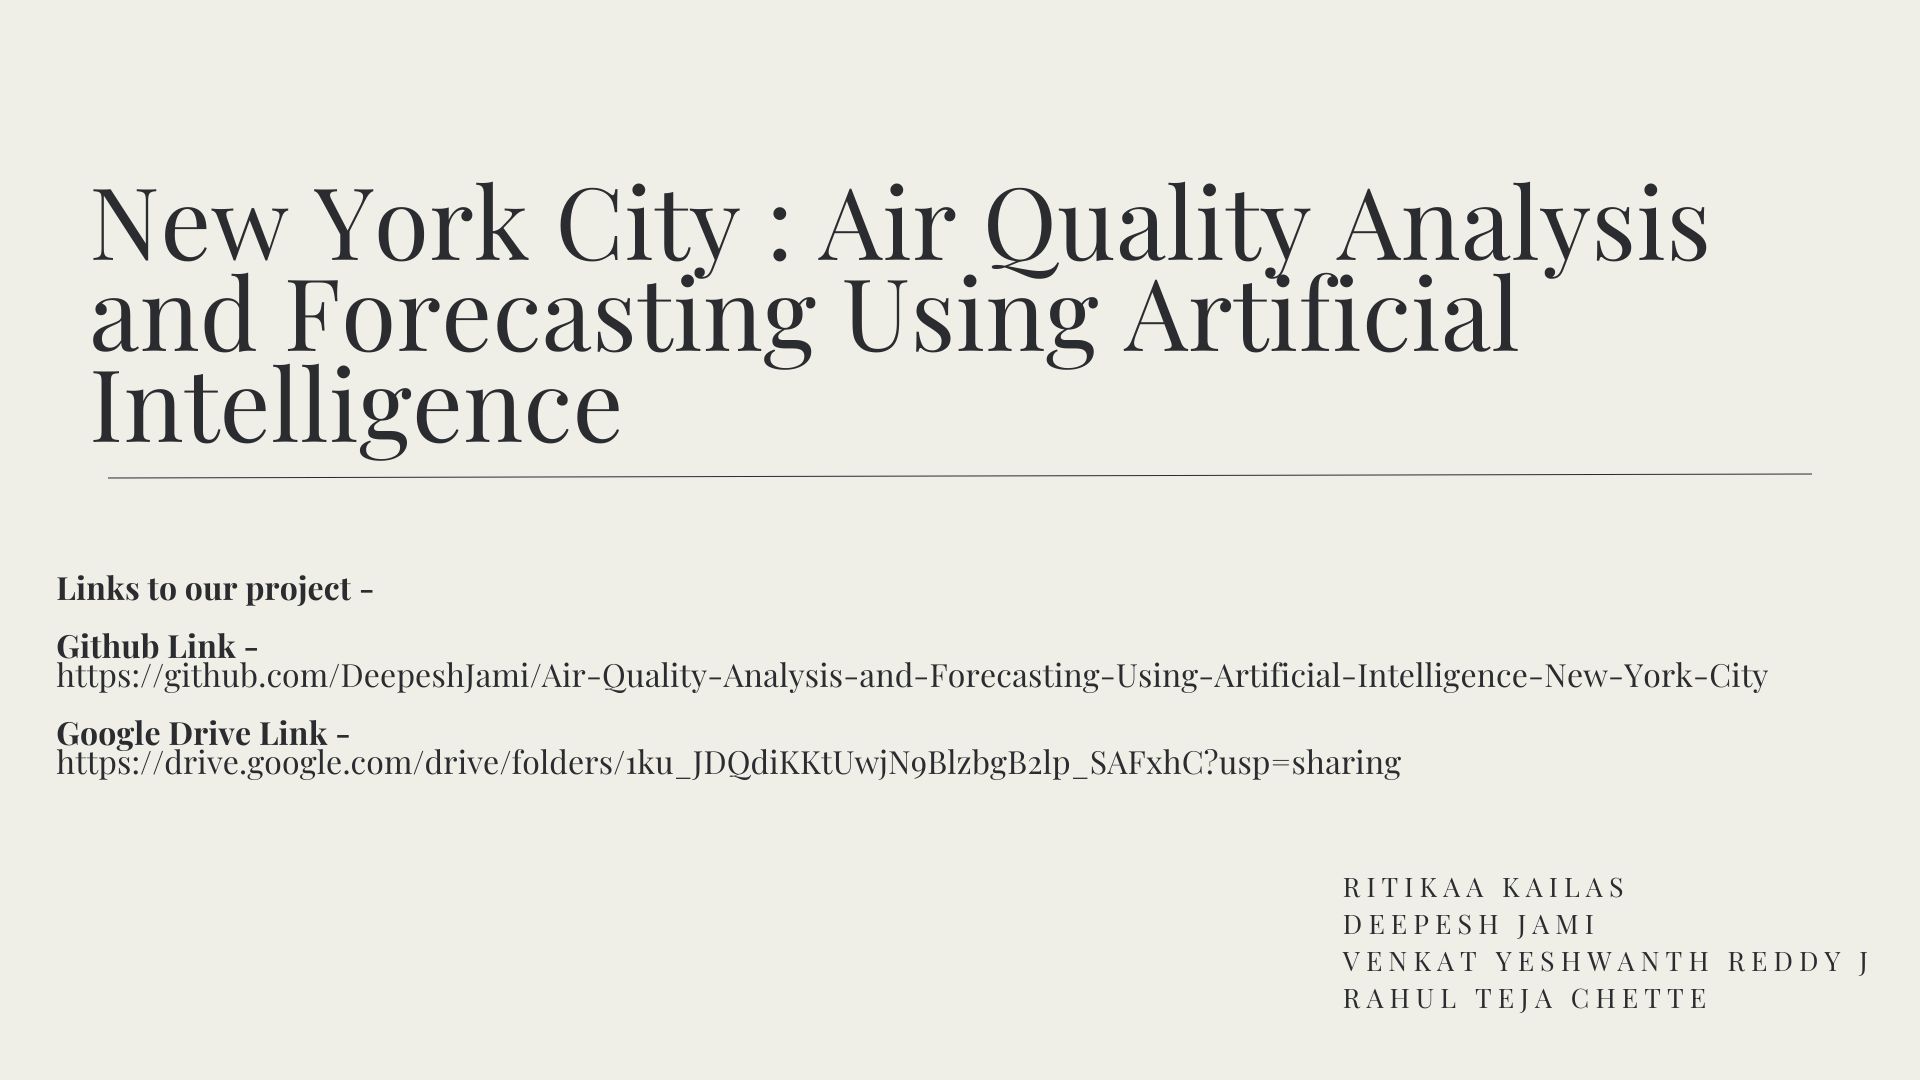 New York City : Air Quality Analysis
and Forecasting Using Artificial
Intelligence
Links to our project -
Github Link -
https://github.com/DeepeshJami/Air-Quality-Analysis-and-Forecasting-Using-Artificial-Intelligence-New-York-City
Google Drive Link -
https://drive.google.com/drive/folders/1ku_JDQdiKKtUwjN9BlzbgB2lp_SAFxhC?usp=sharing
RITIKAA KAILAS
DEEPESH JAMI
VENKAT YESHWANTH REDDY J
RAHUL TEJA CHETTE